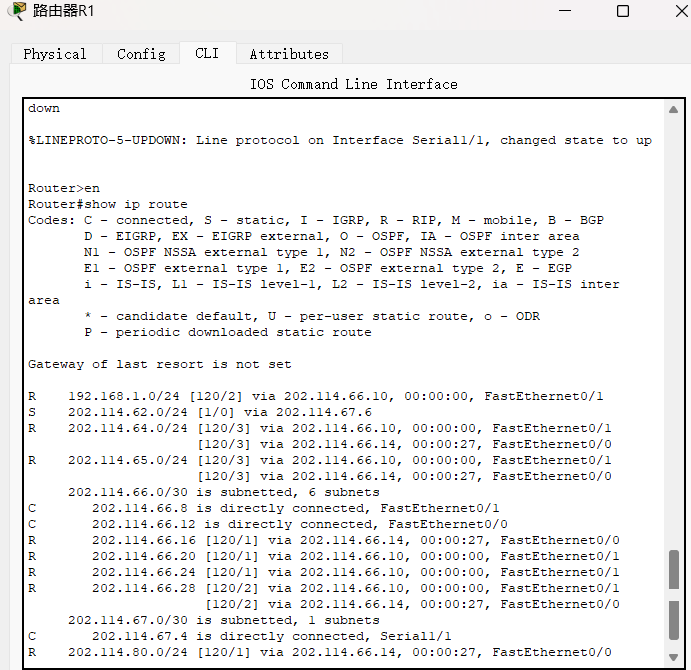 路由器R1
Physical Config CLI Attributes
IOS Command Line Interface
down
%LINEPROTO-5-UPDOWN: Line protocol on Interface Serial1/1, changed state to up
Router>en
Router#show ip route
Codes: C - connected, S - static, I - IGRP, R - RIP, M - mobile, B - BGP
       D - EIGRP, EX - EIGRP external, O - OSPF, IA - OSPF inter area
       N1 - OSPF NSSA external type 1, N2 - OSPF NSSA external type 2
       E1 - OSPF external type 1, E2 - OSPF external type 2, E - EGP
       i - IS-IS, L1 - IS-IS level-1, L2 - IS-IS level-2, ia - IS-IS inter
area
       * - candidate default, U - per-user static route, o - ODR
       P - periodic downloaded static route
Gateway of last resort is not set
R    192.168.1.0/24 [120/2] via 202.114.66.10, 00:00:00, FastEthernet0/1
S    202.114.62.0/24 [1/0] via 202.114.67.6
R    202.114.64.0/24 [120/3] via 202.114.66.10, 00:00:00, FastEthernet0/1
                     [120/3] via 202.114.66.14, 00:00:27, FastEthernet0/0
R    202.114.65.0/24 [120/3] via 202.114.66.10, 00:00:00, FastEthernet0/1
                     [120/3] via 202.114.66.14, 00:00:27, FastEthernet0/0
     202.114.66.0/30 is subnetted, 6 subnets
C       202.114.66.8 is directly connected, FastEthernet0/1
C       202.114.66.12 is directly connected, FastEthernet0/0
R       202.114.66.16 [120/1] via 202.114.66.14, 00:00:27, FastEthernet0/0
R       202.114.66.20 [120/1] via 202.114.66.10, 00:00:00, FastEthernet0/1
R       202.114.66.24 [120/1] via 202.114.66.10, 00:00:00, FastEthernet0/1
R       202.114.66.28 [120/2] via 202.114.66.10, 00:00:00, FastEthernet0/1
                      [120/2] via 202.114.66.14, 00:00:27, FastEthernet0/0
     202.114.67.0/30 is subnetted, 1 subnets
C       202.114.67.4 is directly connected, Serial1/1
R    202.114.80.0/24 [120/1] via 202.114.66.14, 00:00:27, FastEthernet0/0